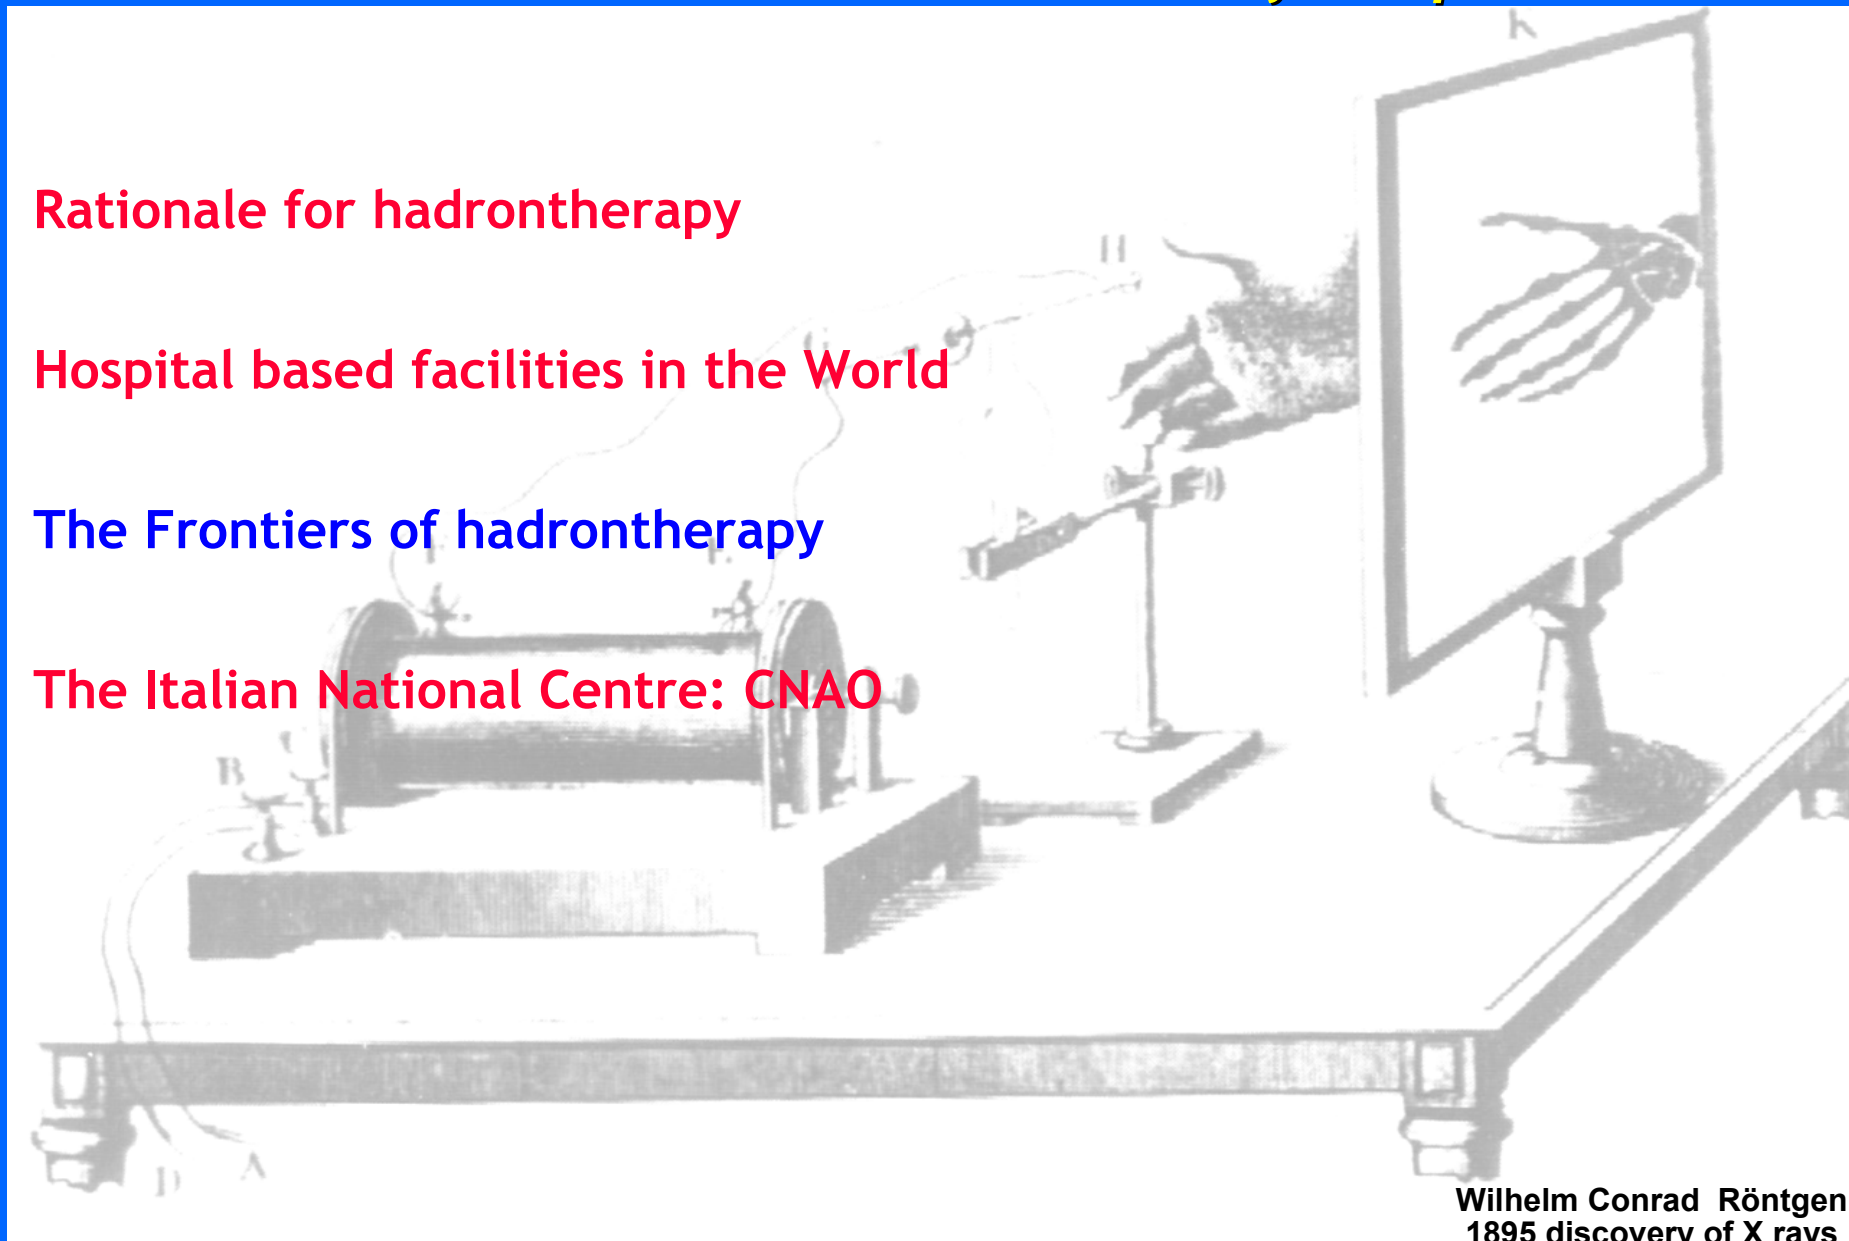 Rationale for hadrontherapy
Hospital based facilities in the World
The Frontiers of hadrontherapy
The Italian National Centre: CNAO
K
H
B
D
A
Wilhelm Conrad Röntgen
1895 discovery of X rays